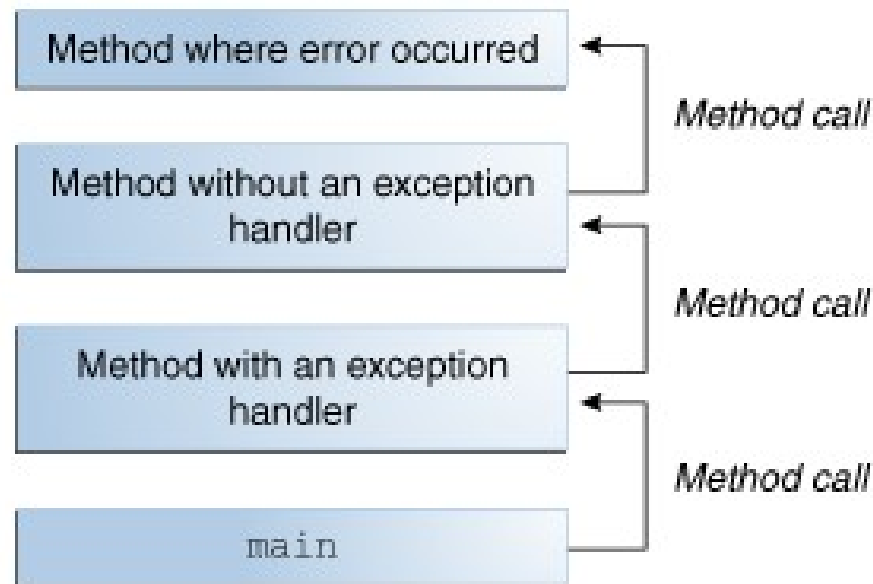 Method where error occurred
Method call
Method without an exception
handler
Method call
Method with an exception
handler
Method call
main